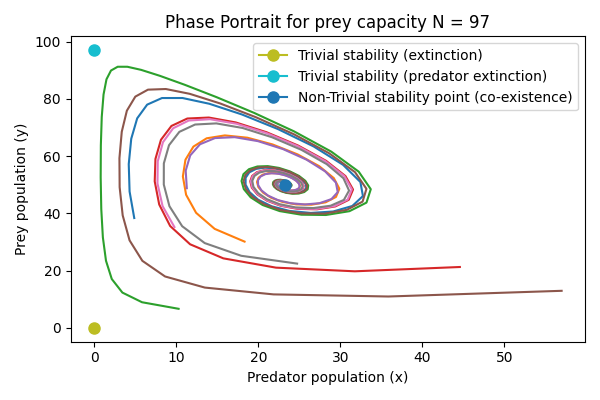 Phase Portrait for prey capacity N = 97
Trivial stability (extinction)
Trivial stability (predator extinction)
Non-Trivial stability point (co-existence)
Prey population (y)
100
80
60
40
20
0
0
10
20
30
40
50
Predator population (x)